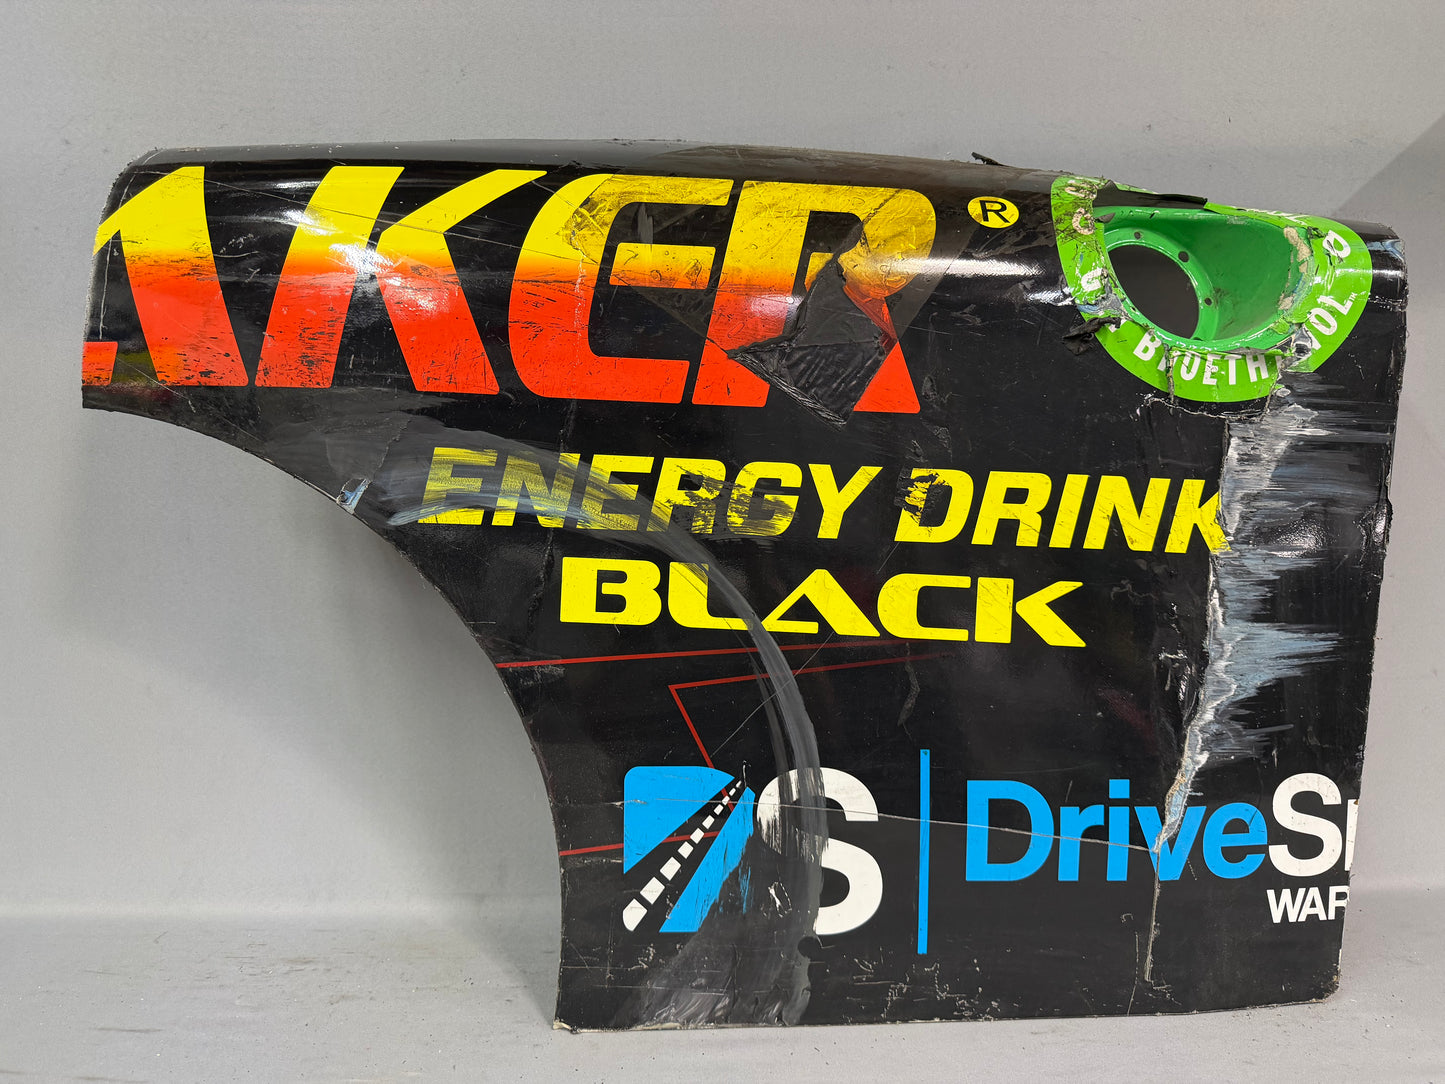 AKER®
ENERGY DRINK
BLACK
S
DriveS
WAR